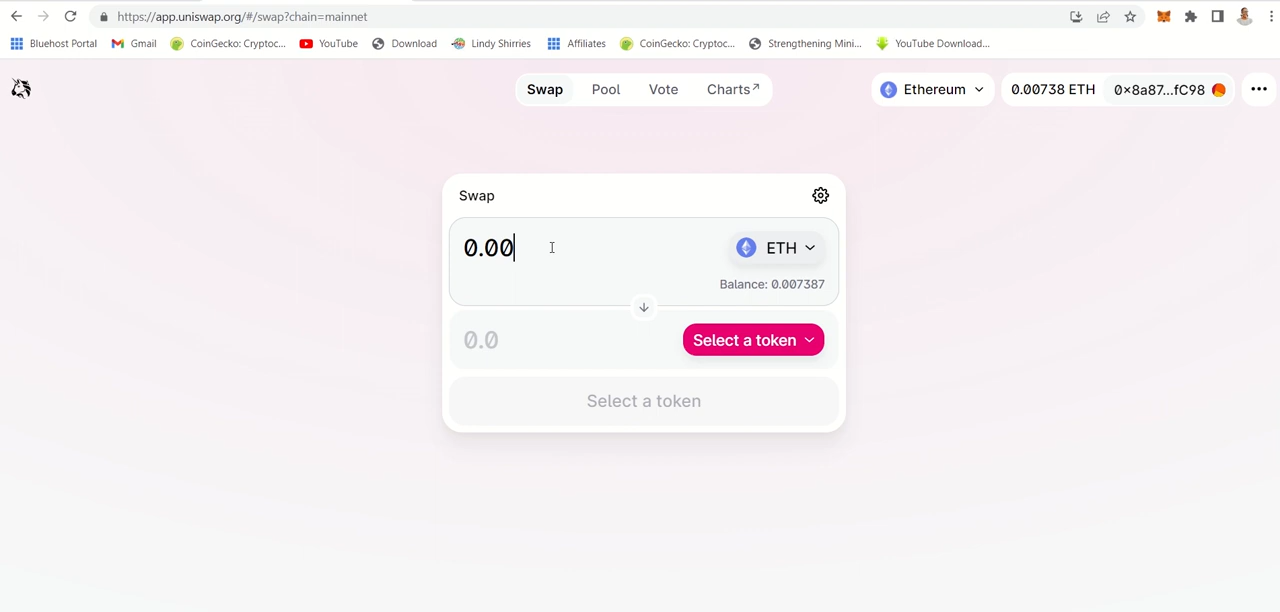 https://app.uniswap.org/#/swap?chain=mainnet
Bluehost Portal Gmail CoinGecko: Cryptoc... YouTube Download Lindy Shirries Affiliates CoinGecko: Cryptoc... Strengthening Mini... YouTube Download...
Swap Pool Vote Charts↗ Ethereum 0.00738 ETH 0x8a87...fC98
Swap
0.00 ETH
Balance: 0.007387
0.0 Select a token
Select a token